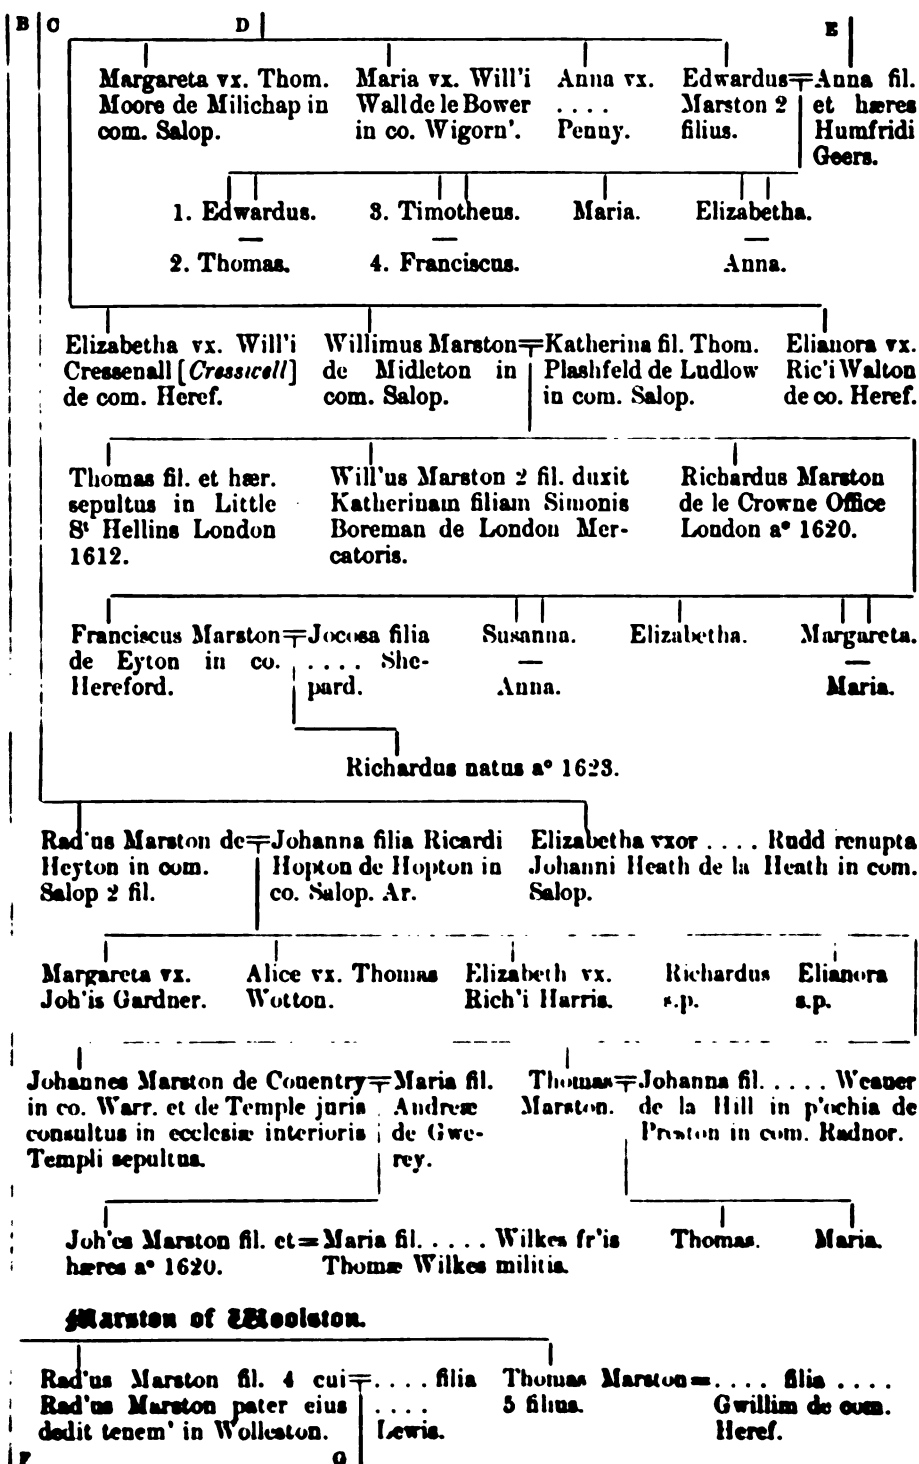 B C D E
Margareta vx. Thom. Maria vx. Will'i Anna vx. Edwardus=Anna fil.
Moore de Milichap in Wall de le Bower .... Marston 2 et hæres
com. Salop. in co. Wigorn'. Penny. filius. Humfridi
Geers.
1. Edwardus. 3. Timotheus. Maria. Elizabetha.
2. Thomas. 4. Franciscus. Anna.
Elizabetha vx. Will'i Willimus Marston=Katherina fil. Thom. Elianora vx.
Cressenall [Cressicell] de Midleton in Plashfeld de Ludlow Ric'i Walton
de com. Heref. com. Salop. in com. Salop. de co. Heref.
Thomas fil. et hær. Will'us Marston 2 fil. duxit Richardus Marston
sepultus in Little Katherinam filiam Simonis de le Crowne Office
St Hellins London Boreman de London Mer- London aº 1620.
1612. catoris.
Franciscus Marston=Jocosa filia Susanna. Elizabetha. Margareta.
de Eyton in co. .... She-
Hereford. pard. Anna. Maria.
Richardus natus aº 1623.
Rad'us Marston de=Johanna filia Ricardi Elizabetha vxor .... Rudd renupta
Heyton in com. Hopton de Hopton in Johanni Heath de la Heath in com.
Salop 2 fil. co. Salop. Ar. Salop.
Margareta vx. Alice vx. Thomas Elizabeth vx. Richardus Elianora
Joh'is Gardner. Wotton. Rich'i Harris. s.p. s.p.
Johannes Marston de Couentry=Maria fil. Thomas=Johanna fil. .... Weauer
in co. Warr. et de Temple juris Andreæ Marston. de la Hill in p'ochia de
consultus in ecclesiæ interioris de Gwe- Preston in com. Radnor.
Templi sepultus. rey.
Joh'es Marston fil. et=Maria fil. .... Wilkes fr'is Thomas. Maria.
hæres aº 1620. Thomæ Wilkes militis.
Marston of Woolston.
Rad'us Marston fil. 4 cui=.... filia Thomas Marston=.... filia ....
Rad'us Marston pater eius .... 5 filius. Gwillim de com.
dedit tenem' in Wolleston. Lewis. Heref.
F G